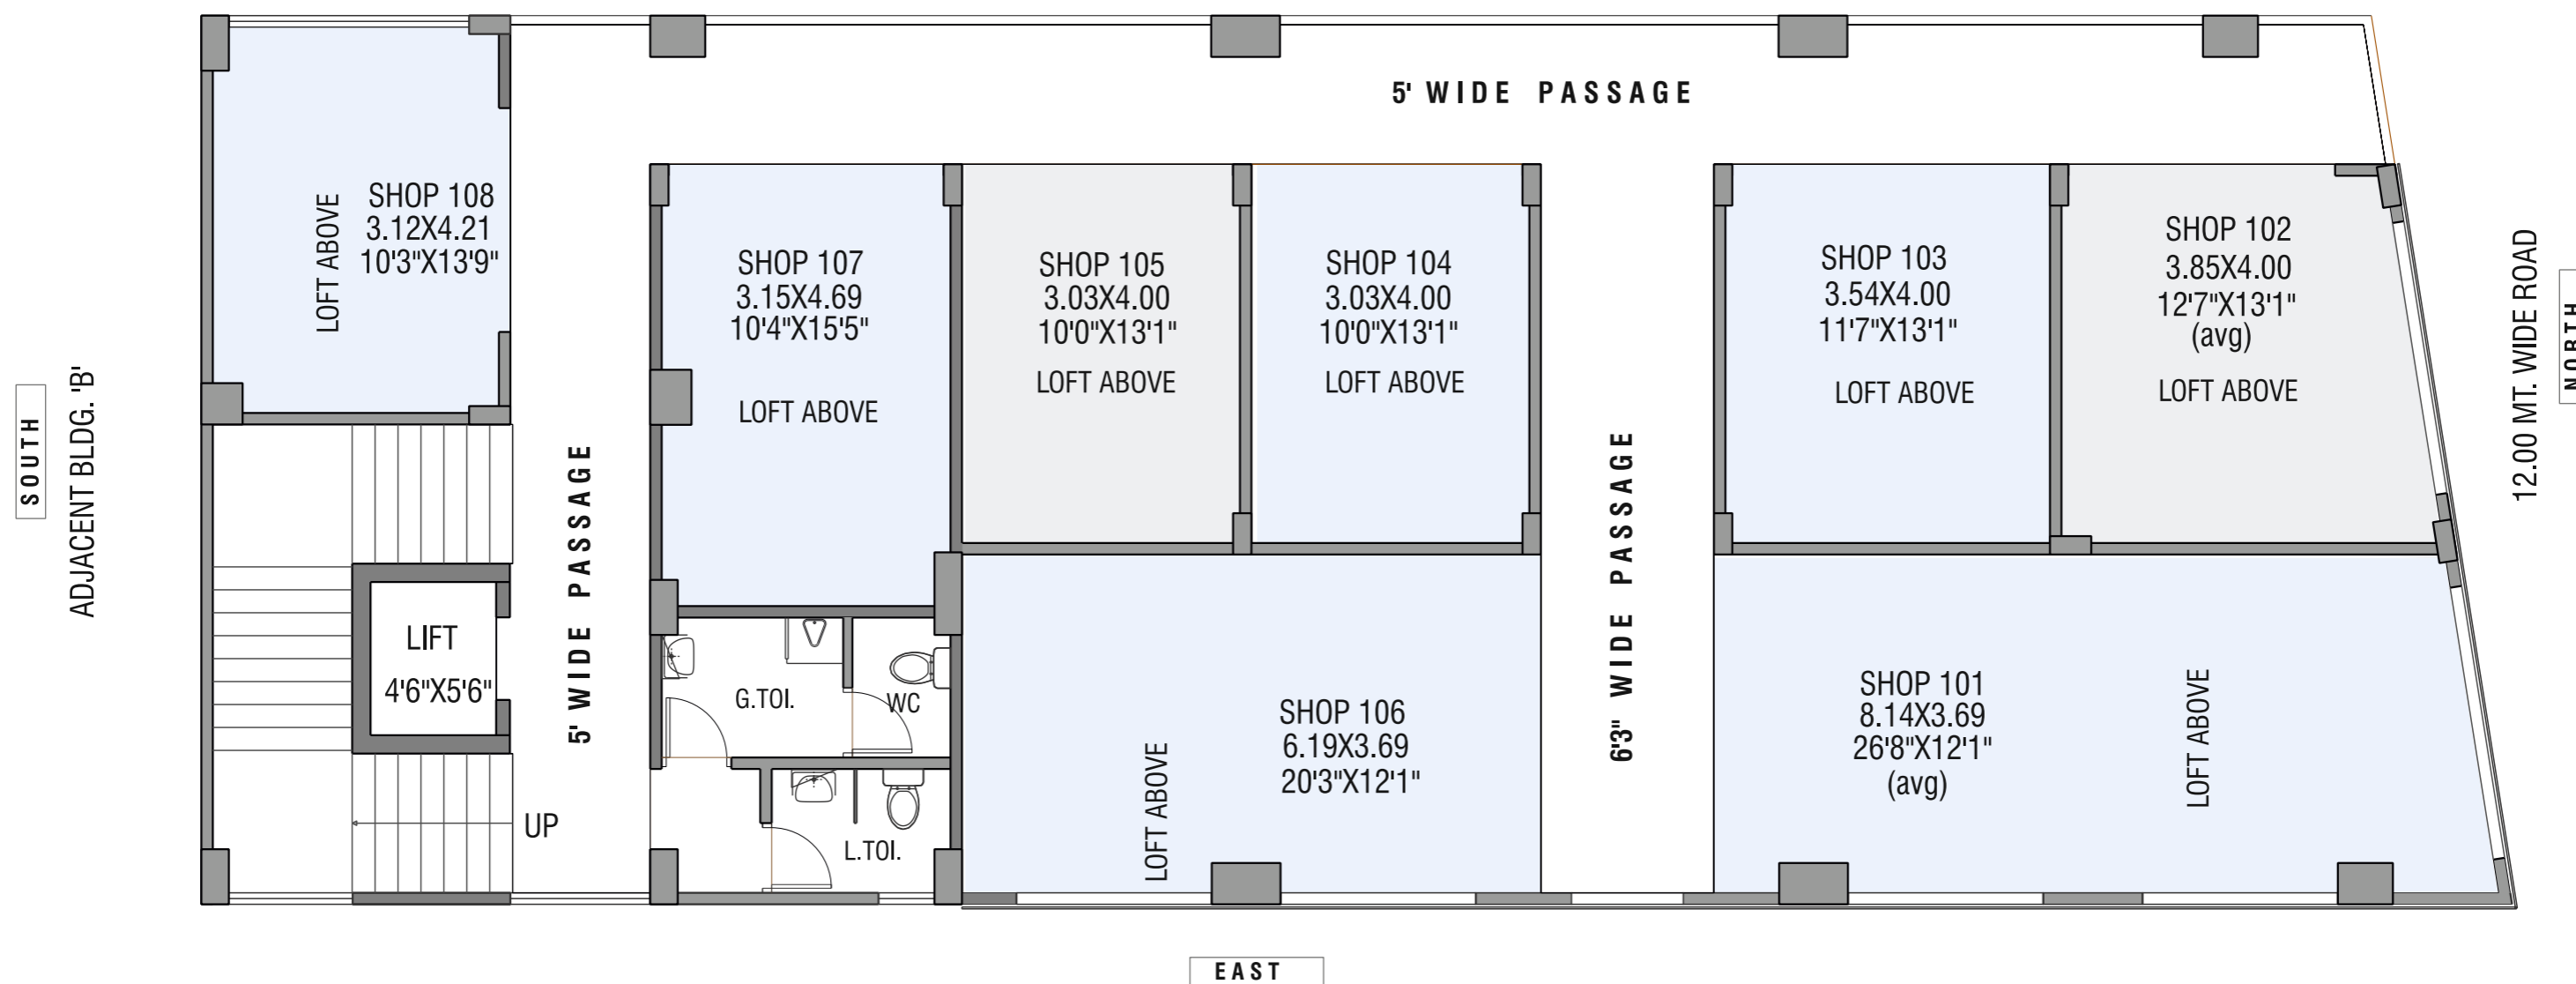 5' WIDE PASSAGE
SHOP 108
3.12X4.21
10'3"X13'9"
LOFT ABOVE
SHOP 107
3.15X4.69
10'4"X15'5"
LOFT ABOVE
SHOP 105
3.03X4.00
10'0"X13'1"
LOFT ABOVE
SHOP 104
3.03X4.00
10'0"X13'1"
LOFT ABOVE
SHOP 103
3.54X4.00
11'7"X13'1"
LOFT ABOVE
SHOP 102
3.85X4.00
12'7"X13'1"
(avg)
LOFT ABOVE
12.00 MT. WIDE ROAD
NORTH
SOUTH
ADJACENT BLDG. 'B'
5' WIDE PASSAGE
6'3" WIDE PASSAGE
LIFT
4'6"X5'6"
UP
G.TOI.
WC
L.TOI.
SHOP 106
6.19X3.69
20'3"X12'1"
LOFT ABOVE
SHOP 101
8.14X3.69
26'8"X12'1"
(avg)
LOFT ABOVE
EAST